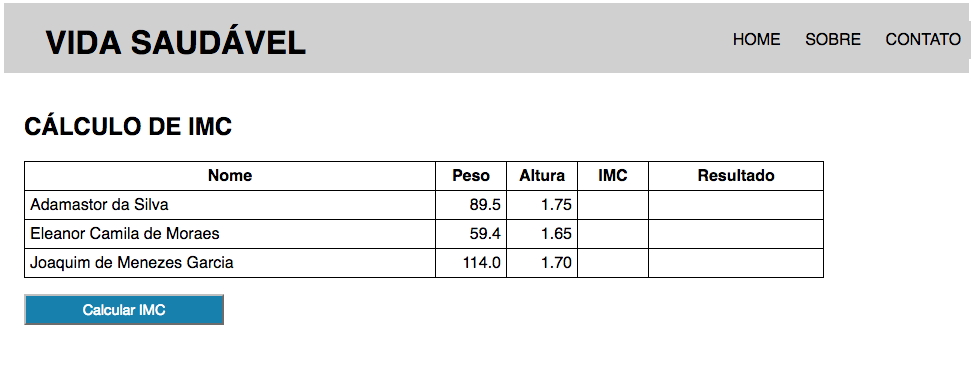 VIDA SAUDÁVEL HOME SOBRE CONTATO
CÁLCULO DE IMC
Nome Peso Altura IMC Resultado
Adamastor da Silva 89.5 1.75
Eleanor Camila de Moraes 59.4 1.65
Joaquim de Menezes Garcia 114.0 1.70
Calcular IMC